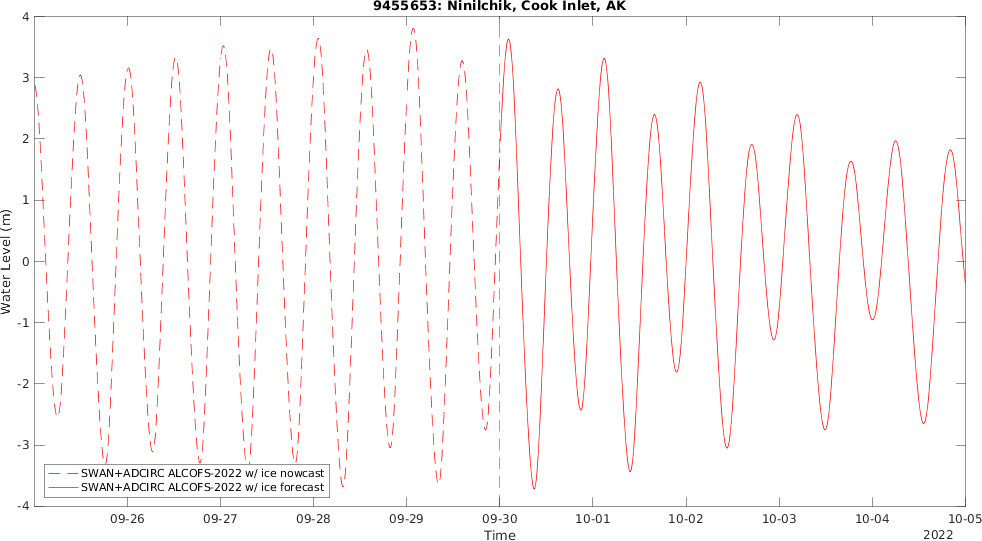 9455653: Ninilchik, Cook Inlet, AK
4
3
2
1
0
-1
-2
-3
-4
Water Level (m)
SWAN+ADCIRC ALCOFS-2022 w/ ice nowcast
SWAN+ADCIRC ALCOFS-2022 w/ ice forecast
09-26 09-27 09-28 09-29 09-30 10-01 10-02 10-03 10-04 10-05
Time
2022